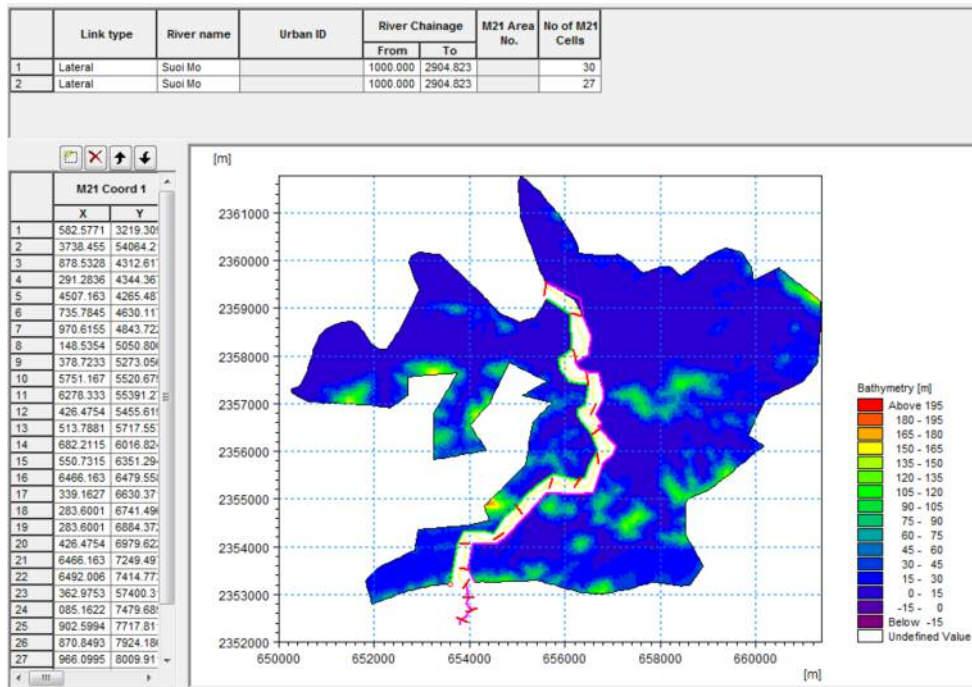 Link type River name Urban ID River Chainage M21 Area No. No of M21 Cells
From To
1 Lateral Suoi Mo 1000.000 2904.823 30
2 Lateral Suoi Mo 1000.000 2904.823 27
M21 Coord 1
X Y
1 582.5771
2 3738.455
3 878.5328
4 291.2836
5 4507.163
6 735.7845
7 970.6155
8 148.5354
9 378.7233
10 5751.167
11 6278.333
12 426.4754
13 513.7881
14 682.2115
15 550.7315
16 6466.163
17 339.1627
18 283.6001
19 283.6001
20 426.4754
21 6466.163
22 6492.006
23 362.9753
24 085.1622
25 902.5994
26 870.8493
27 966.0995
[m]
2361000
2360000
2359000
2358000
2357000
2356000
2355000
2354000
2353000
2352000
650000 652000 654000 656000 658000 660000
[m]
Bathymetry [m]
Above 195
180 - 195
165 - 180
150 - 165
135 - 150
120 - 135
105 - 120
90 - 105
75 - 90
60 - 75
45 - 60
30 - 45
15 - 30
0 - 15
-15 - 0
Below -15
Undefined Value